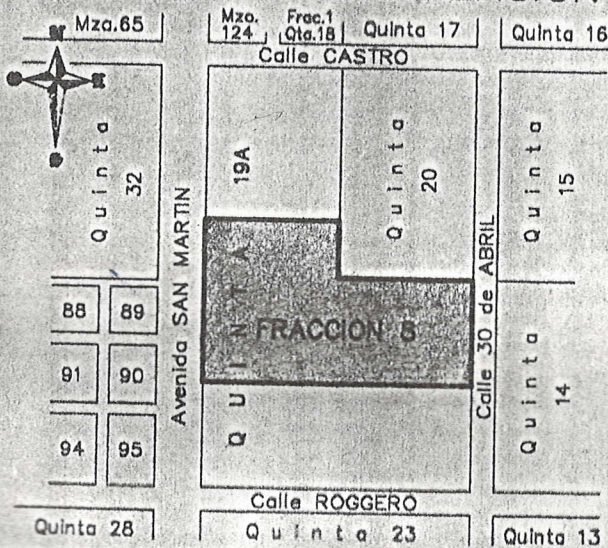 Mza.65
Mzo. 124
Frac.1 Qta.18
Quinta 17
Quinta 16
Calle CASTRO
Quinta 32
19A
Quinta 20
Quinta 15
Avenida SAN MARTIN
Calle 30 de ABRIL
QUINTA
FRACCION 8
88
89
91
90
94
95
Quinta 14
Calle ROGGERO
Quinta 28
Quinta 23
Quinta 13